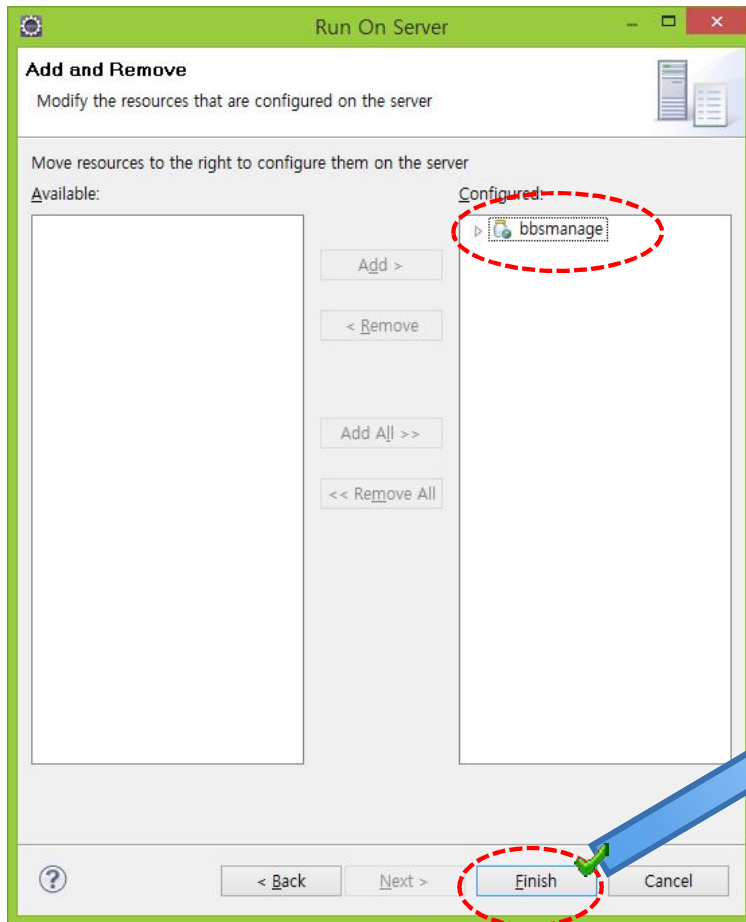 Run On Server
Add and Remove
Modify the resources that are configured on the server
Move resources to the right to configure them on the server
Available:
Configured:
bbsmanage
Add >
< Remove
Add All >>
<< Remove All
?
< Back
Next >
Finish
Cancel